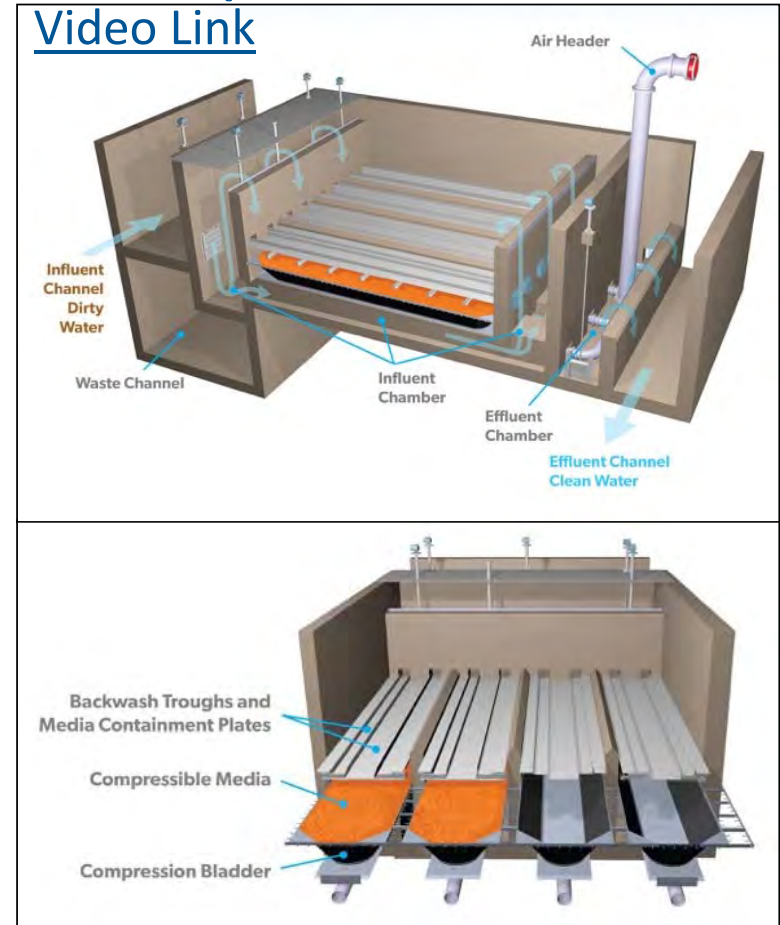 Video Link
Air Header
Influent
Channel
Dirty
Water
Waste Channel
Influent
Chamber
Effluent
Chamber
Effluent Channel
Clean Water
Backwash Troughs and
Media Containment Plates
Compressible Media
Compression Bladder